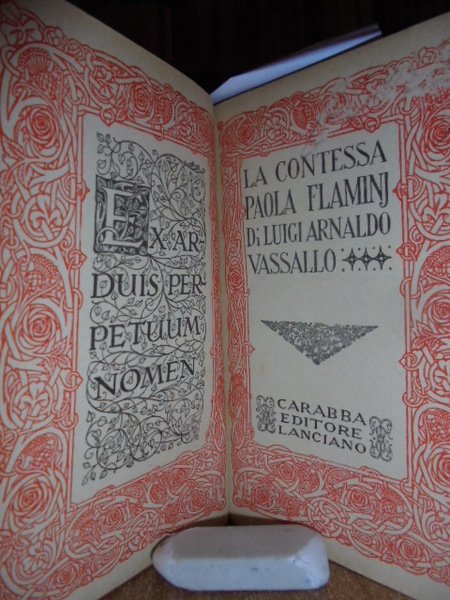 EX AR-
DUIS PER-
PETUUM
NOMEN
LA CONTESSA
PAOLA FLAMINJ
Di LUIGI ARNALDO
VASSALLO
CARABBA
EDITORE
LANCIANO